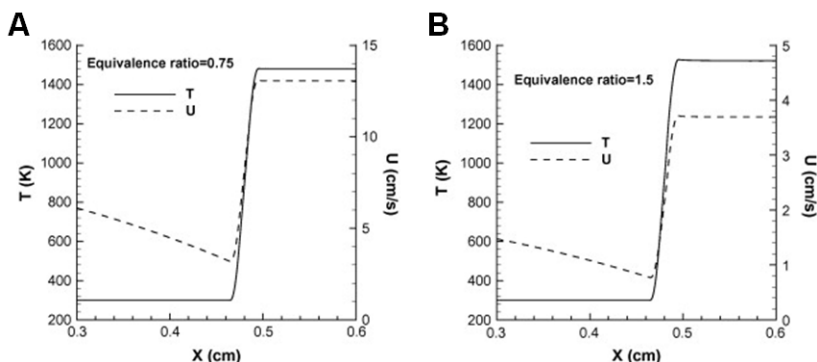 A
1600
1400
1200
1000
800
600
400
200
T (K)
Equivalence ratio=0.75
T
U
15
10
5
0
U (cm/s)
0.3
0.4
0.5
0.6
X (cm)
B
1600
1400
1200
1000
800
600
400
200
T (K)
Equivalence ratio=1.5
T
U
5
4
3
2
1
0
U (cm/s)
0.3
0.4
0.5
0.6
X (cm)